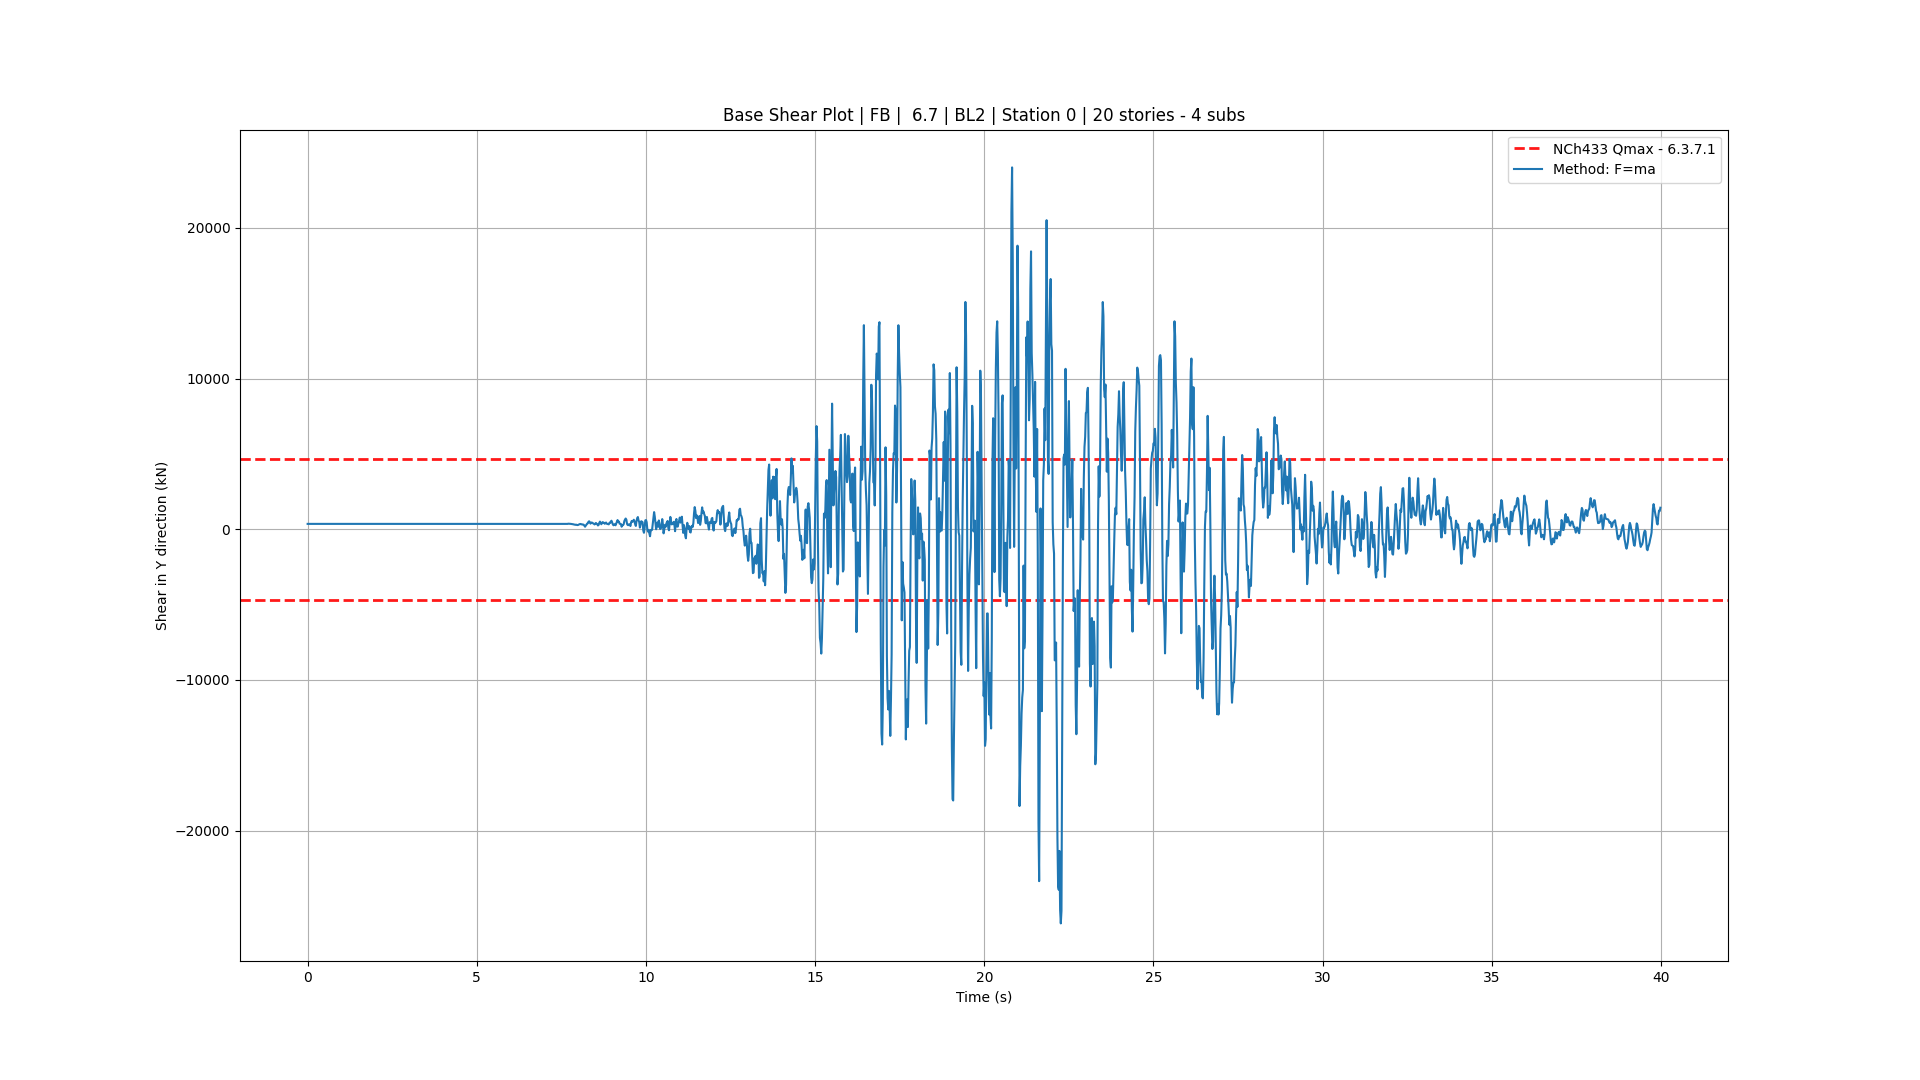 Base Shear Plot | FB |  6.7 | BL2 | Station 0 | 20 stories - 4 subs
NCh433 Qmax - 6.3.7.1
Method: F=ma
Shear in Y direction (kN)
20000
10000
0
−10000
−20000
0 5 10 15 20 25 30 35 40
Time (s)